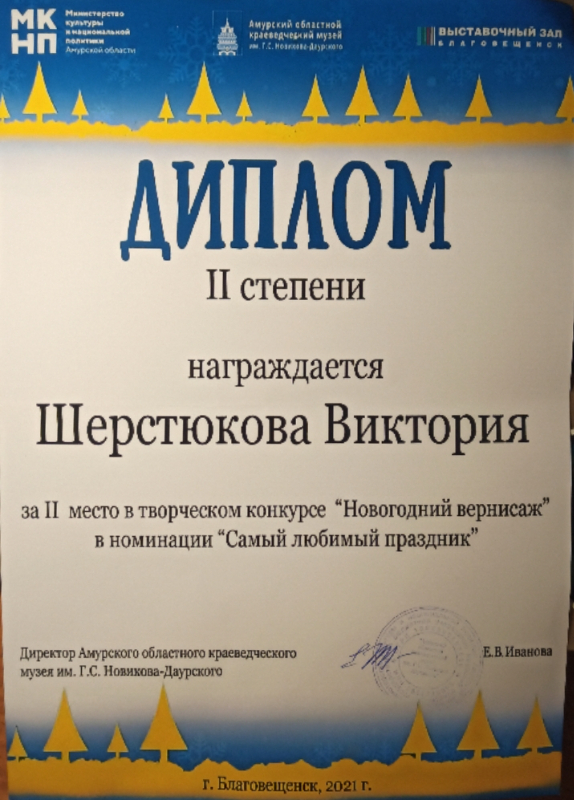 МК
НП
Министерство
культуры
и национальной
политики
Амурской области
Амурский областной
краеведческий музей
им. Г.С. Новикова-Даурского
ВЫСТАВОЧНЫЙ ЗАЛ
БЛАГОВЕЩЕНСК
ДИПЛОМ
II степени
награждается
Шерстюкова Виктория
за II место в творческом конкурсе “Новогодний вернисаж”
в номинации “Самый любимый праздник”
Директор Амурского областного краеведческого
музея им. Г.С. Новикова-Даурского
Е.В.Иванова
г. Благовещенск, 2021 г.